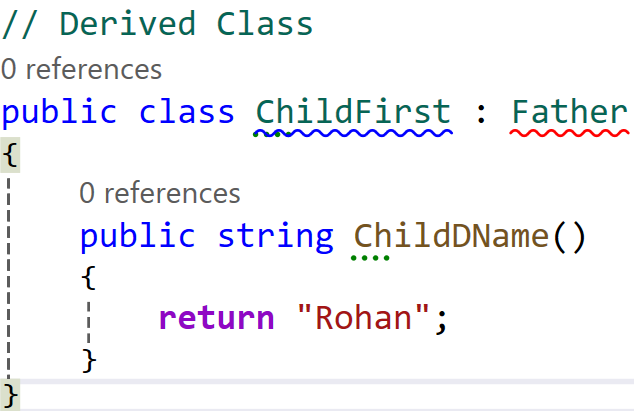 // Derived Class
0 references
public class ChildFirst : Father
{
0 references
public string ChildDName()
{
return "Rohan";
}
}